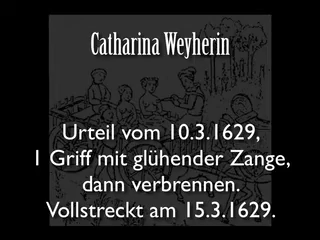 Catharina Weyherin
Urteil vom 10.3.1629,
1 Griff mit glühender Zange,
dann verbrennen.
Vollstreckt am 15.3.1629.